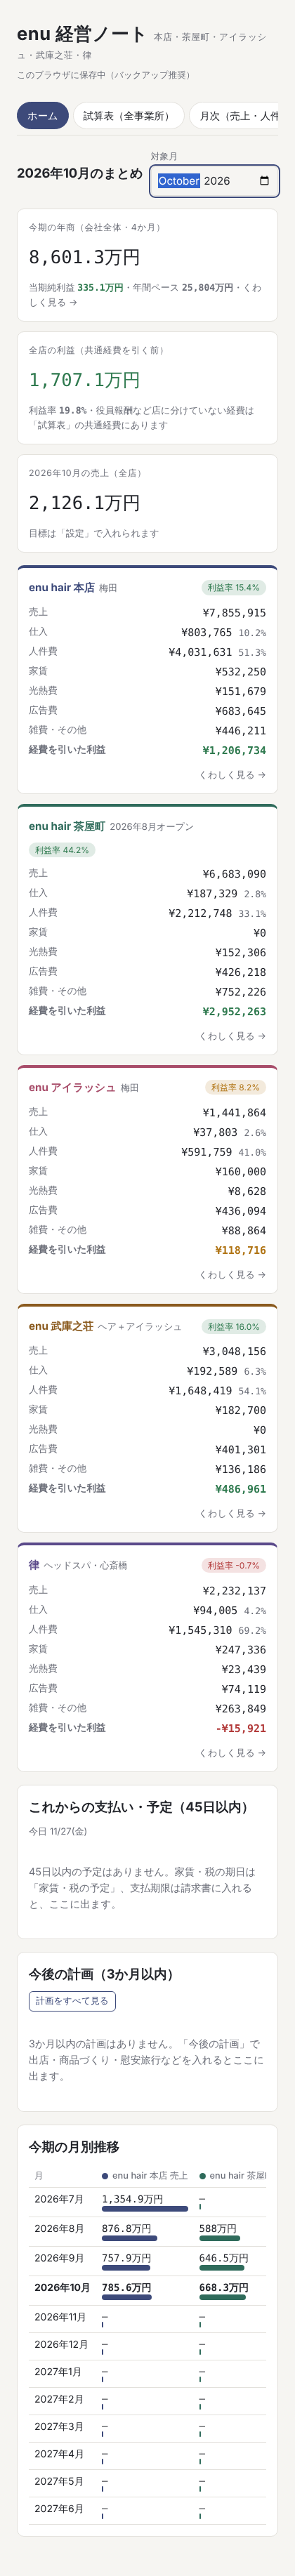 enu 経営ノート 本店・茶屋町・アイラッシ
ュ・武庫之荘・律
このブラウザに保存中（バックアップ推奨）
ホーム 試算表（全事業所） 月次（売上・人件
対象月
2026年10月のまとめ October 2026
今期の年商（会社全体・4か月）
8,601.3万円
当期純利益 335.1万円・年間ペース 25,804万円・くわ
しく見る →
全店の利益（共通経費を引く前）
1,707.1万円
利益率 19.8%・役員報酬など店に分けていない経費は
「試算表」の共通経費にあります
2026年10月の売上（全店）
2,126.1万円
目標は「設定」で入れられます
enu hair 本店 梅田 利益率 15.4%
売上 ¥7,855,915
仕入 ¥803,765 10.2%
人件費 ¥4,031,631 51.3%
家賃 ¥532,250
光熱費 ¥151,679
広告費 ¥683,645
雑費・その他 ¥446,211
経費を引いた利益 ¥1,206,734
くわしく見る →
enu hair 茶屋町 2026年8月オープン
利益率 44.2%
売上 ¥6,683,090
仕入 ¥187,329 2.8%
人件費 ¥2,212,748 33.1%
家賃 ¥0
光熱費 ¥152,306
広告費 ¥426,218
雑費・その他 ¥752,226
経費を引いた利益 ¥2,952,263
くわしく見る →
enu アイラッシュ 梅田 利益率 8.2%
売上 ¥1,441,864
仕入 ¥37,803 2.6%
人件費 ¥591,759 41.0%
家賃 ¥160,000
光熱費 ¥8,628
広告費 ¥436,094
雑費・その他 ¥88,864
経費を引いた利益 ¥118,716
くわしく見る →
enu 武庫之荘 ヘア＋アイラッシュ 利益率 16.0%
売上 ¥3,048,156
仕入 ¥192,589 6.3%
人件費 ¥1,648,419 54.1%
家賃 ¥182,700
光熱費 ¥0
広告費 ¥401,301
雑費・その他 ¥136,186
経費を引いた利益 ¥486,961
くわしく見る →
律 ヘッドスパ・心斎橋 利益率 -0.7%
売上 ¥2,232,137
仕入 ¥94,005 4.2%
人件費 ¥1,545,310 69.2%
家賃 ¥247,336
光熱費 ¥23,439
広告費 ¥74,119
雑費・その他 ¥263,849
経費を引いた利益 -¥15,921
くわしく見る →
これからの支払い・予定（45日以内）
今日 11/27(金)
45日以内の予定はありません。家賃・税の期日は
「家賃・税の予定」、支払期限は請求書に入れる
と、ここに出ます。
今後の計画（3か月以内）
計画をすべて見る
3か月以内の計画はありません。「今後の計画」で
出店・商品づくり・慰安旅行などを入れるとここに
出ます。
今期の月別推移
月 enu hair 本店 売上 enu hair 茶屋
2026年7月 1,354.9万円 –
2026年8月 876.8万円 588万円
2026年9月 757.9万円 646.5万円
2026年10月 785.6万円 668.3万円
2026年11月 – –
2026年12月 – –
2027年1月 – –
2027年2月 – –
2027年3月 – –
2027年4月 – –
2027年5月 – –
2027年6月 – –